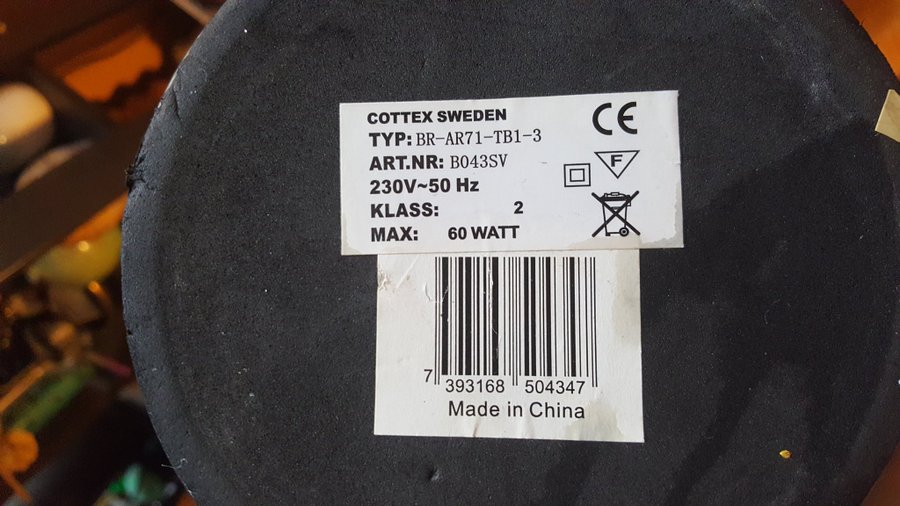 COTTEX SWEDEN
TYP: BR-AR71-TB1-3
ART.NR: B043SV
230V~50 Hz
KLASS: 2
MAX: 60 WATT
CE
F
7 393168 504347
Made in China